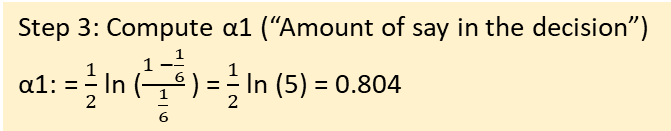 Step 3: Compute α1 (“Amount of say in the decision”)
α1: = 1/2 ln ((1 − 1/6)/(1/6)) = 1/2 ln (5) = 0.804